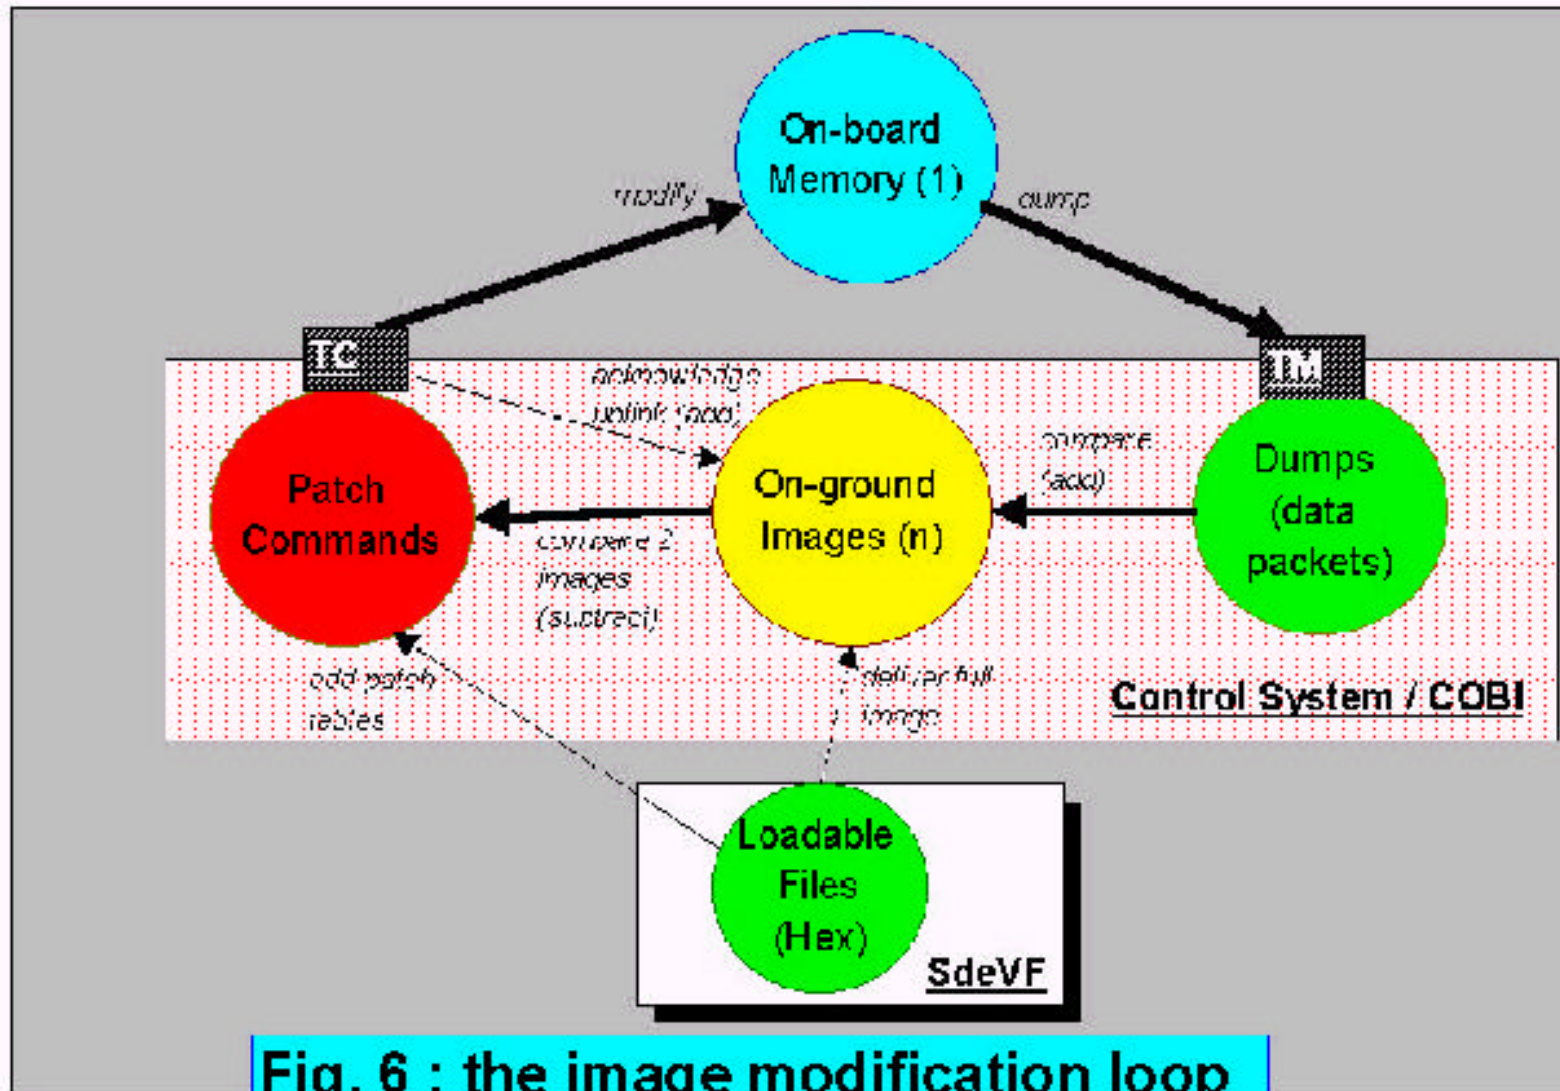 On-board
Memory (1)
modify
dump
TC
TM
acknowledge
uplink (add)
compare
(add)
Patch
Commands
On-ground
Images (n)
Dumps
(data
packets)
compare 2
images
(subtract)
add patch
tables
deliver full
image
Control System / COBI
Loadable
Files
(Hex)
SdeVF
Fig. 6 : the image modification loop